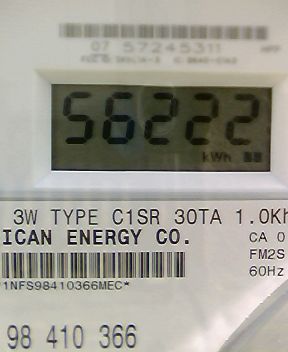 07 57245311
56222
kWh
3W TYPE C1SR 30TA 1.0Kh
ICAN ENERGY CO.
CA 0
FM2S
60Hz
1NFS98410366MEC*
98 410 366